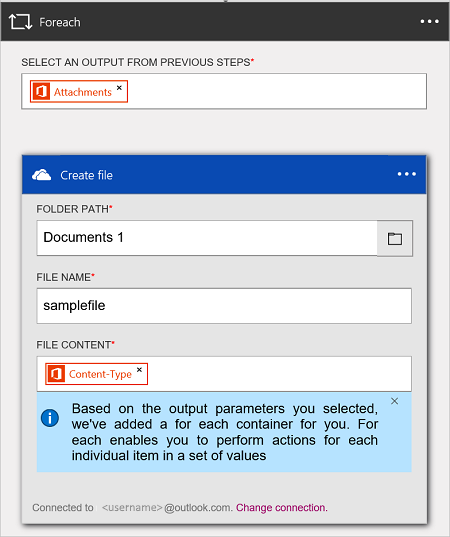 Foreach
SELECT AN OUTPUT FROM PREVIOUS STEPS*
Attachments
Create file
FOLDER PATH*
Documents 1
FILE NAME*
samplefile
FILE CONTENT*
Content-Type
Based on the output parameters you selected,
we've added a for each container for you. For
each enables you to perform actions for each
individual item in a set of values
Connected to <username>@outlook.com. Change connection.